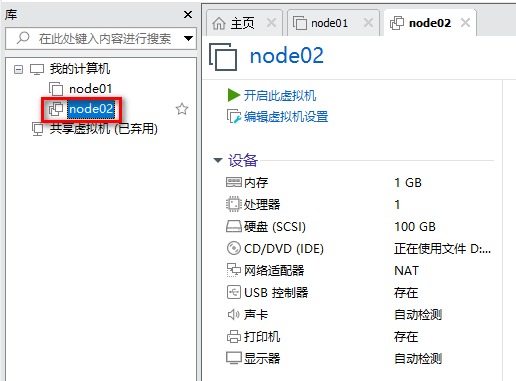 库
在此处键入内容进行搜索
我的计算机
node01
node02
共享虚拟机 (已弃用)
主页
node01
node02
node02
开启此虚拟机
编辑虚拟机设置
设备
内存 1 GB
处理器 1
硬盘 (SCSI) 100 GB
CD/DVD (IDE) 正在使用文件 D:...
网络适配器 NAT
USB 控制器 存在
声卡 自动检测
打印机 存在
显示器 自动检测